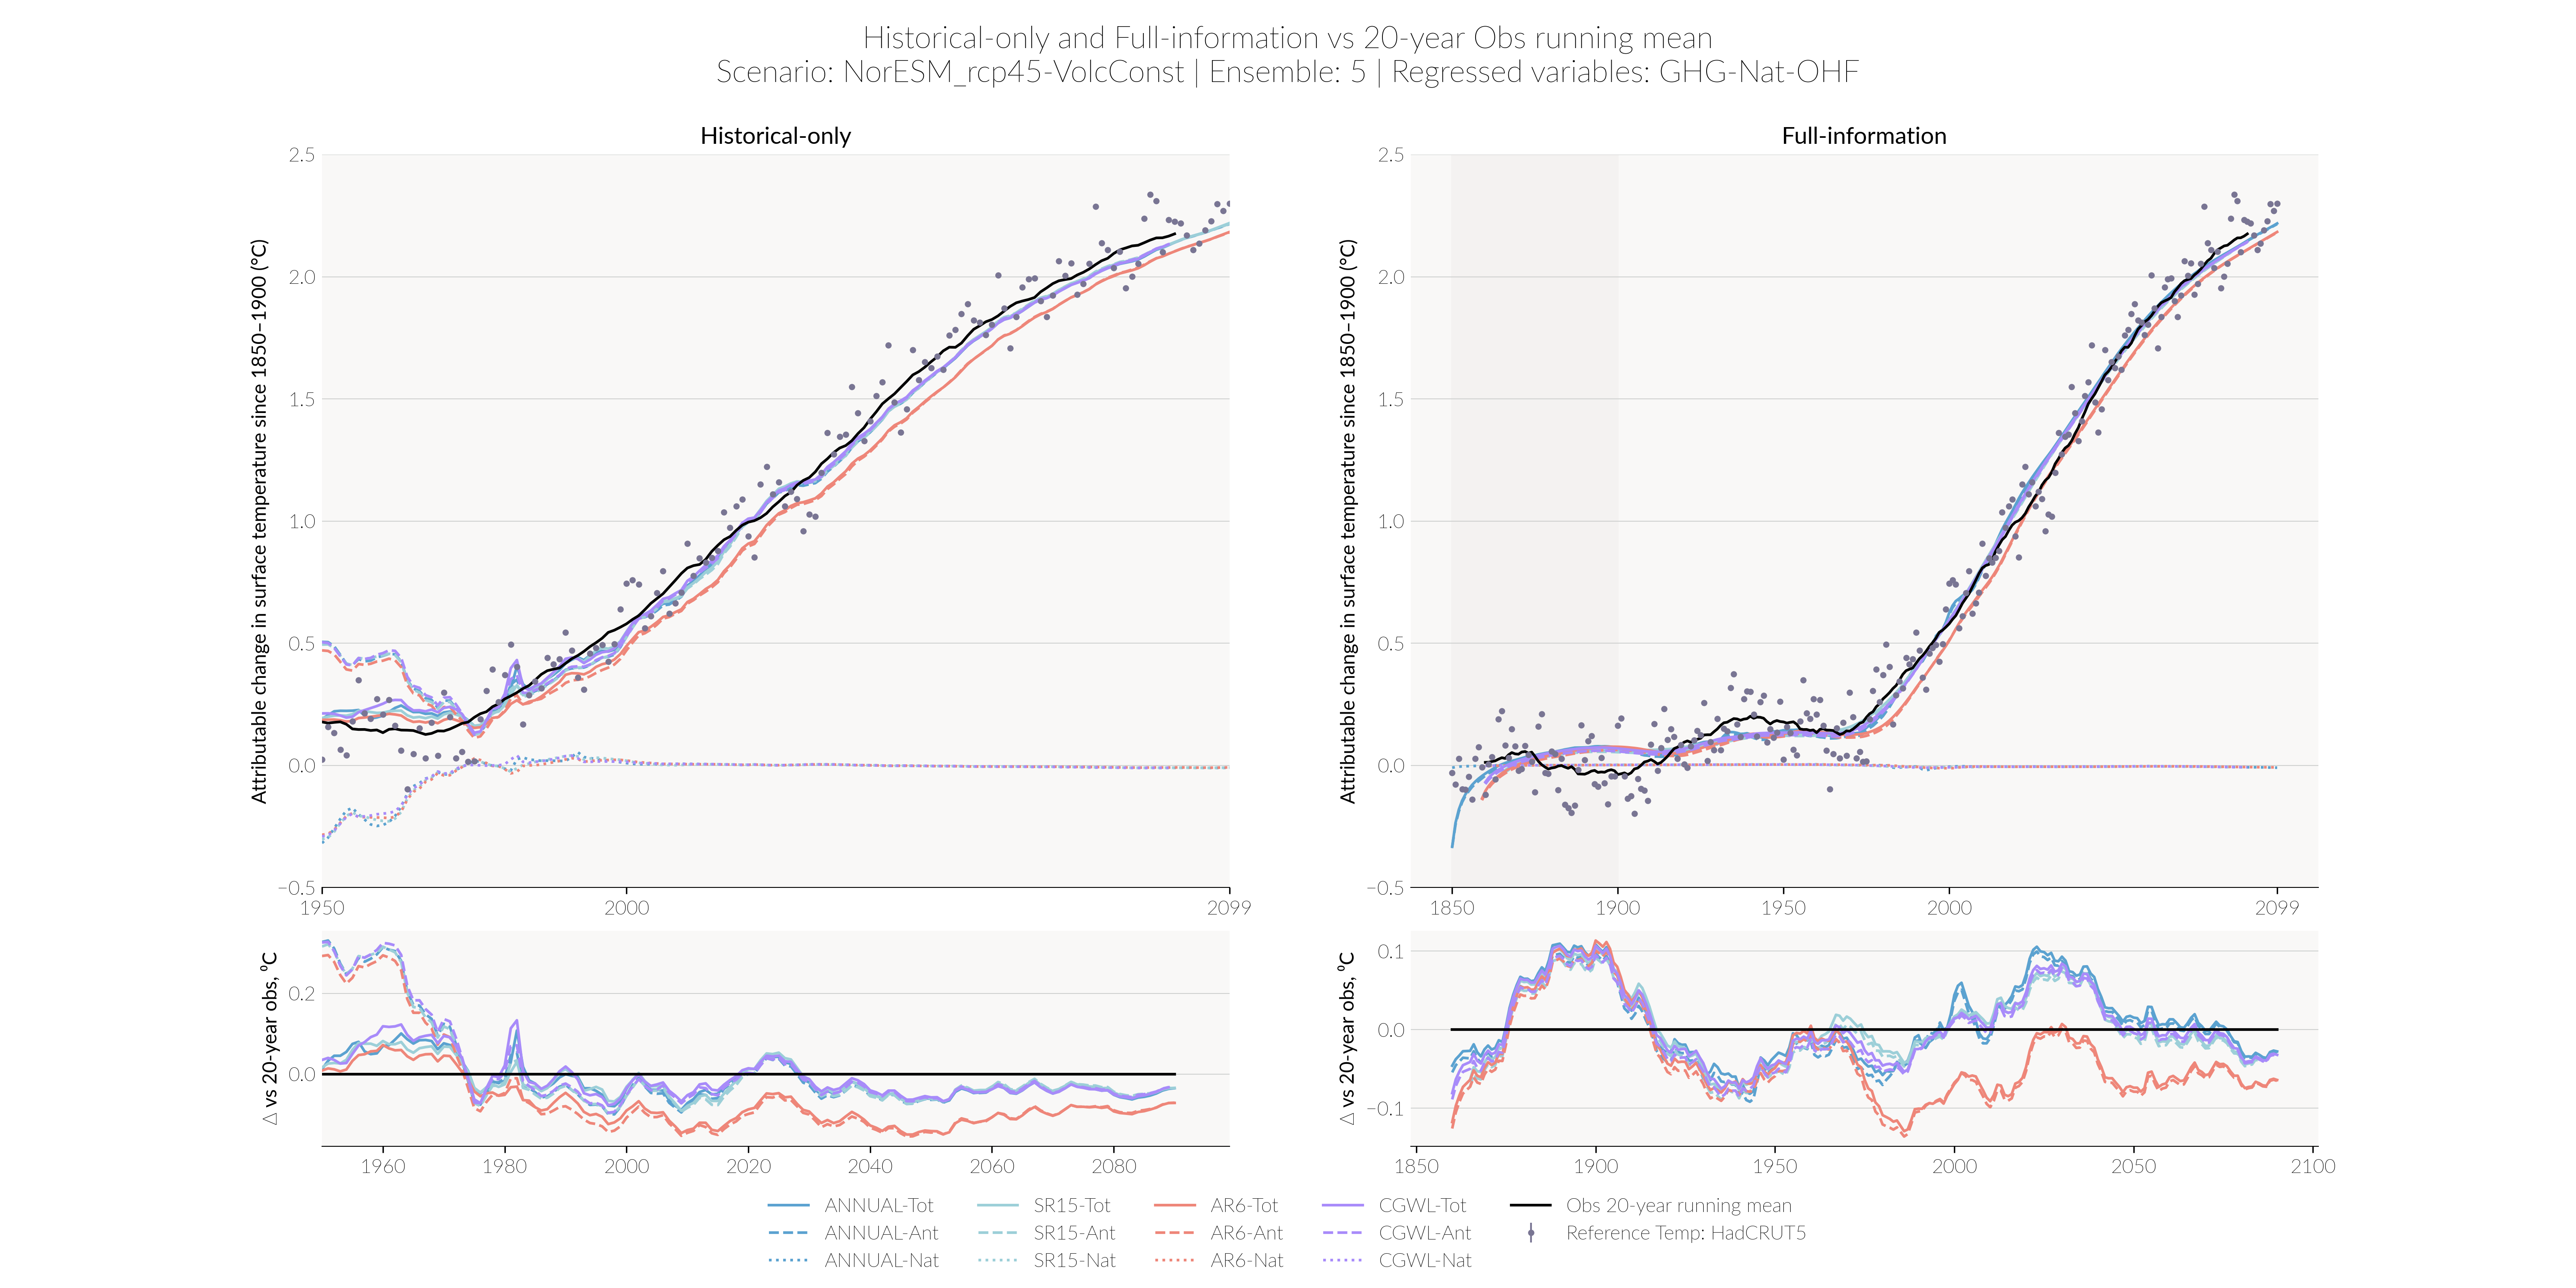 Historical-only and Full-information vs 20-year Obs running mean
Scenario: NorESM_rcp45-VolcConst | Ensemble: 5 | Regressed variables: GHG-Nat-OHF
Historical-only
Attributable change in surface temperature since 1850–1900 (°C)
2.5
2.0
1.5
1.0
0.5
0.0
−0.5
1950
2000
2099
Δ vs 20-year obs, °C
0.2
0.0
1960
1980
2000
2020
2040
2060
2080
Full-information
Attributable change in surface temperature since 1850–1900 (°C)
2.5
2.0
1.5
1.0
0.5
0.0
−0.5
1850
1900
1950
2000
2099
Δ vs 20-year obs, °C
0.1
0.0
−0.1
1850
1900
1950
2000
2050
2100
ANNUAL-Tot
ANNUAL-Ant
ANNUAL-Nat
SR15-Tot
SR15-Ant
SR15-Nat
AR6-Tot
AR6-Ant
AR6-Nat
CGWL-Tot
CGWL-Ant
CGWL-Nat
Obs 20-year running mean
Reference Temp: HadCRUT5